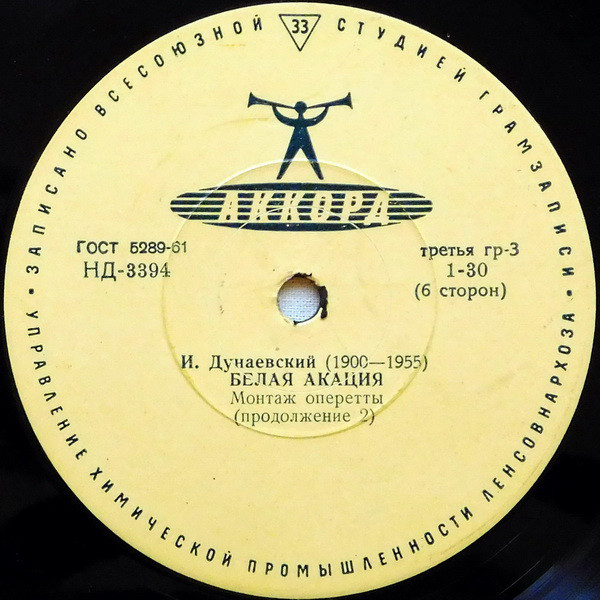 ЗАПИСАНО ВСЕСОЮЗНОЙ 33 СТУДИЕЙ ГРАМЗАПИСИ
АККОРД
ГОСТ 5289-61
НД-3394
третья гр-3
1-30
(6 сторон)
И. Дунаевский (1900—1955)
БЕЛАЯ АКАЦИЯ
Монтаж оперетты
(продолжение 2)
УПРАВЛЕНИЕ ХИМИЧЕСКОЙ ПРОМЫШЛЕННОСТИ ЛЕНСОВНАРХОЗА